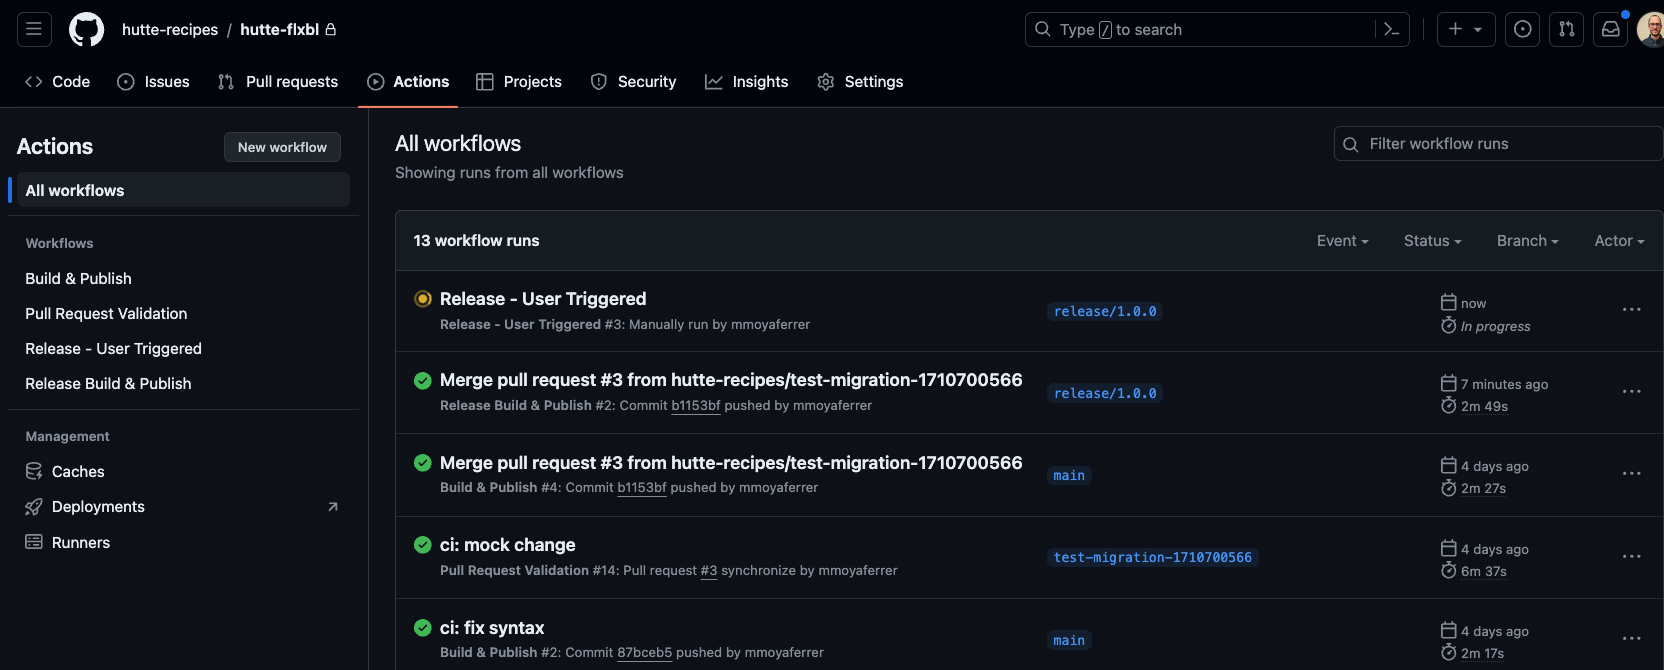 hutte-recipes / hutte-flxbl
Type / to search
Code
Issues
Pull requests
Actions
Projects
Security
Insights
Settings
Actions
New workflow
All workflows
Workflows
Build & Publish
Pull Request Validation
Release - User Triggered
Release Build & Publish
Management
Caches
Deployments
Runners
All workflows
Showing runs from all workflows
Filter workflow runs
13 workflow runs
Event
Status
Branch
Actor
Release - User Triggered
Release - User Triggered #3: Manually run by mmoyaferrer
release/1.0.0
now
In progress
Merge pull request #3 from hutte-recipes/test-migration-1710700566
Release Build & Publish #2: Commit b1153bf pushed by mmoyaferrer
release/1.0.0
7 minutes ago
2m 49s
Merge pull request #3 from hutte-recipes/test-migration-1710700566
Build & Publish #4: Commit b1153bf pushed by mmoyaferrer
main
4 days ago
2m 27s
ci: mock change
Pull Request Validation #14: Pull request #3 synchronize by mmoyaferrer
test-migration-1710700566
4 days ago
6m 37s
ci: fix syntax
Build & Publish #2: Commit 87bceb5 pushed by mmoyaferrer
main
4 days ago
2m 17s